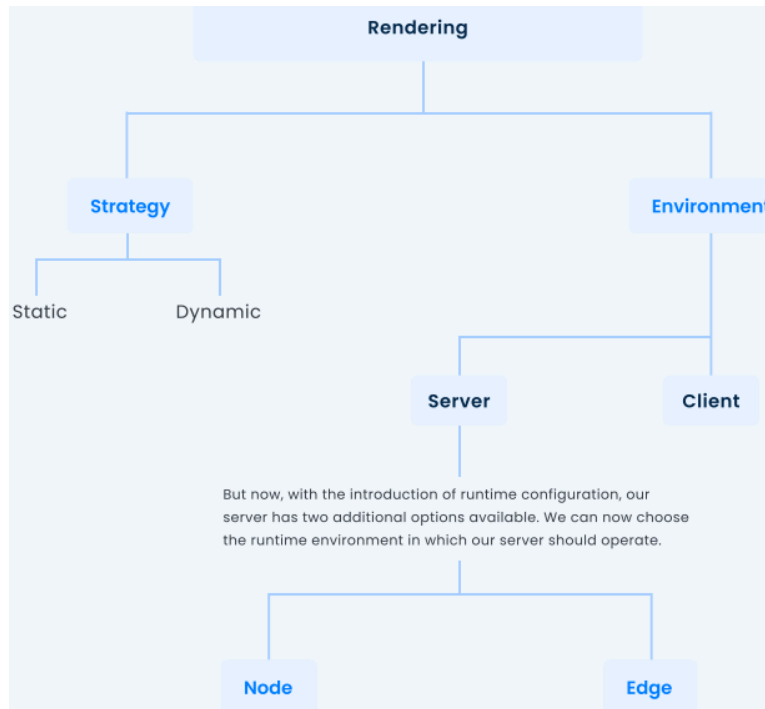 Rendering
Strategy
Environment
Static
Dynamic
Server
Client
But now, with the introduction of runtime configuration, our
server has two additional options available. We can now choose
the runtime environment in which our server should operate.
Node
Edge